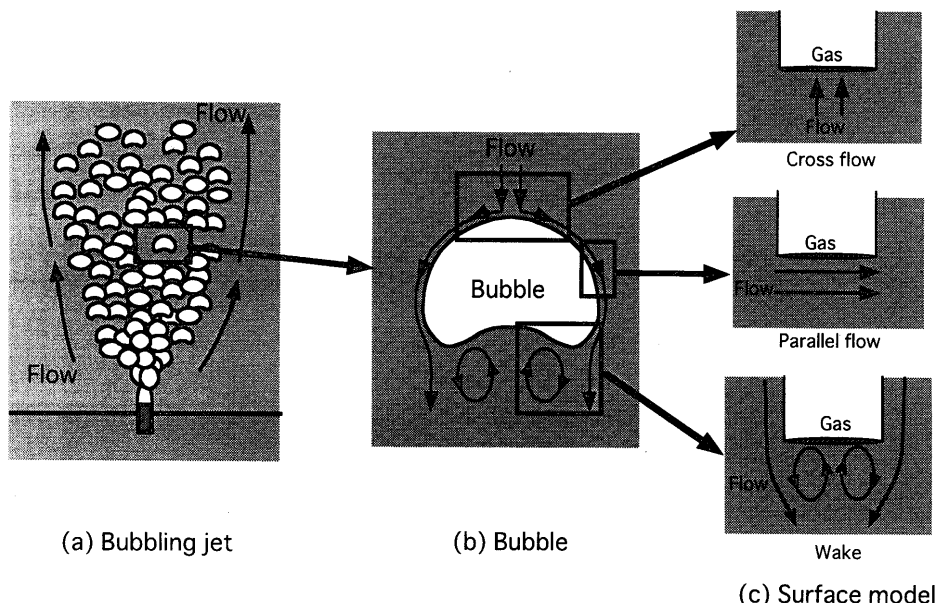 Flow
Flow
(a) Bubbling jet
Flow
Bubble
(b) Bubble
Gas
Flow
Cross flow
Gas
Flow
Parallel flow
Gas
Flow
Wake
(c) Surface model